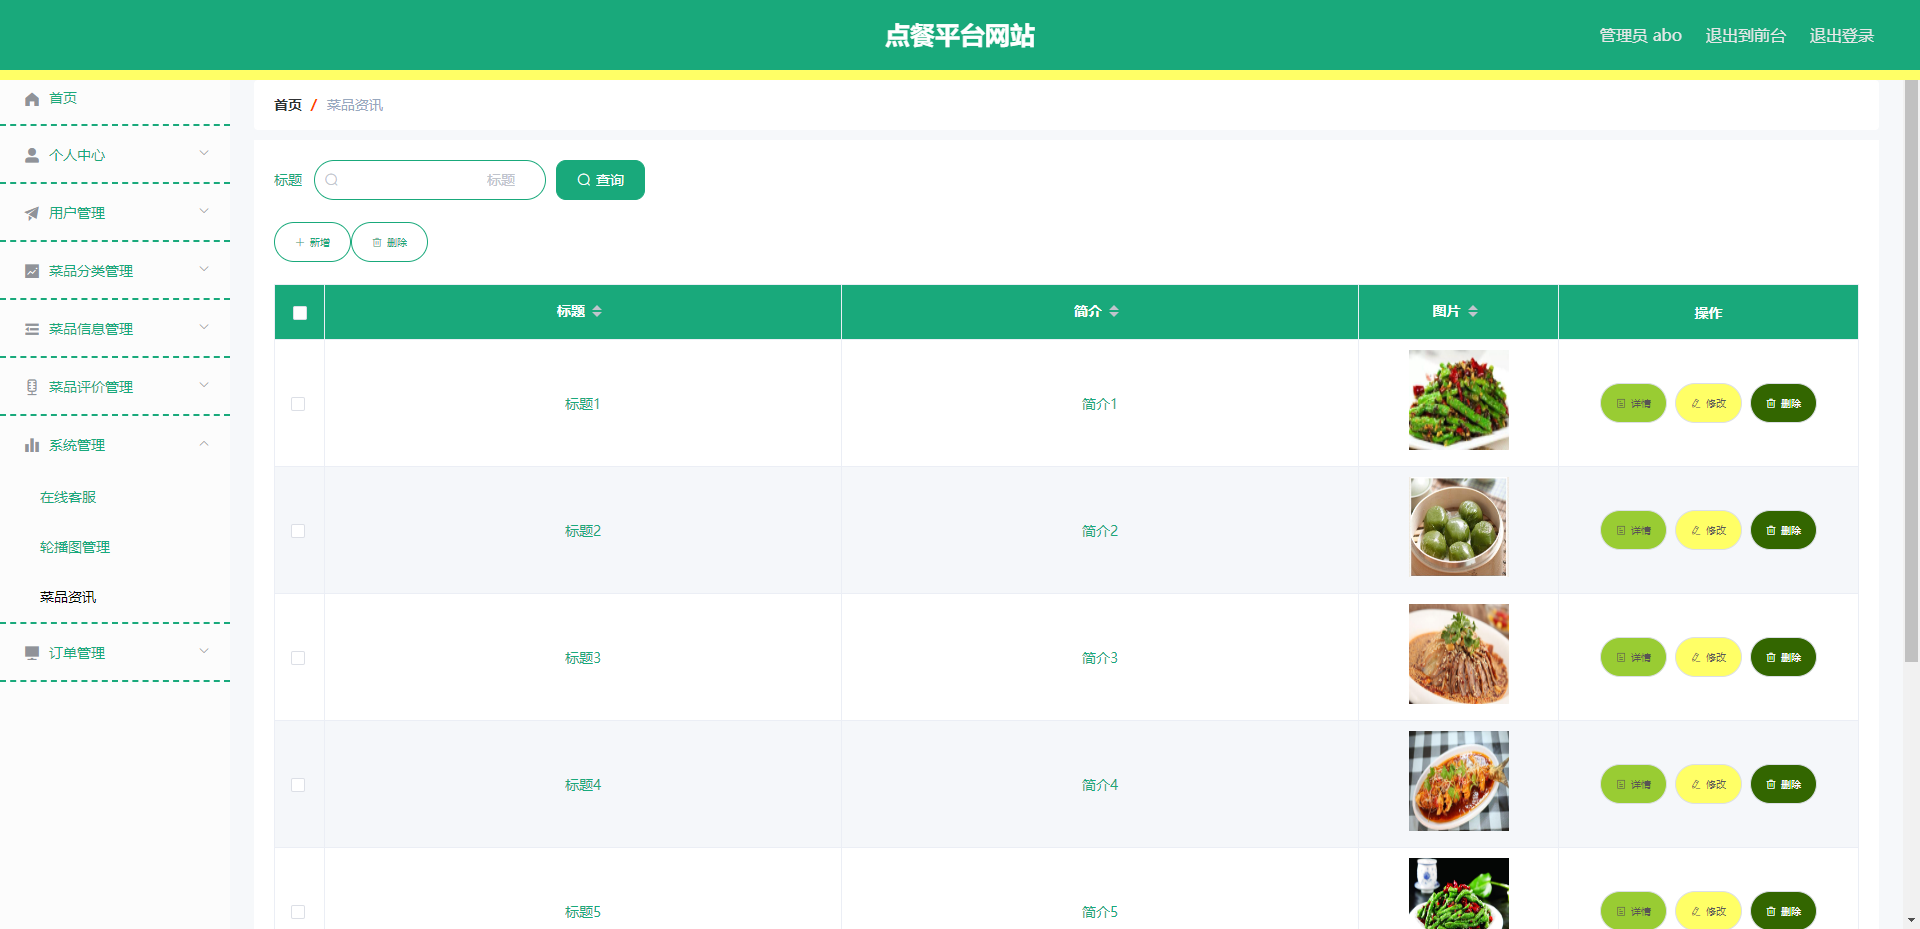 点餐平台网站
管理员 abo 退出到前台 退出登录
首页
个人中心
用户管理
菜品分类管理
菜品信息管理
菜品评价管理
系统管理
在线客服
轮播图管理
菜品资讯
订单管理
首页 / 菜品资讯
标题 标题 查询
新增 删除
标题 简介 图片 操作
标题1 简介1 详情 修改 删除
标题2 简介2 详情 修改 删除
标题3 简介3 详情 修改 删除
标题4 简介4 详情 修改 删除
标题5 简介5 详情 修改 删除